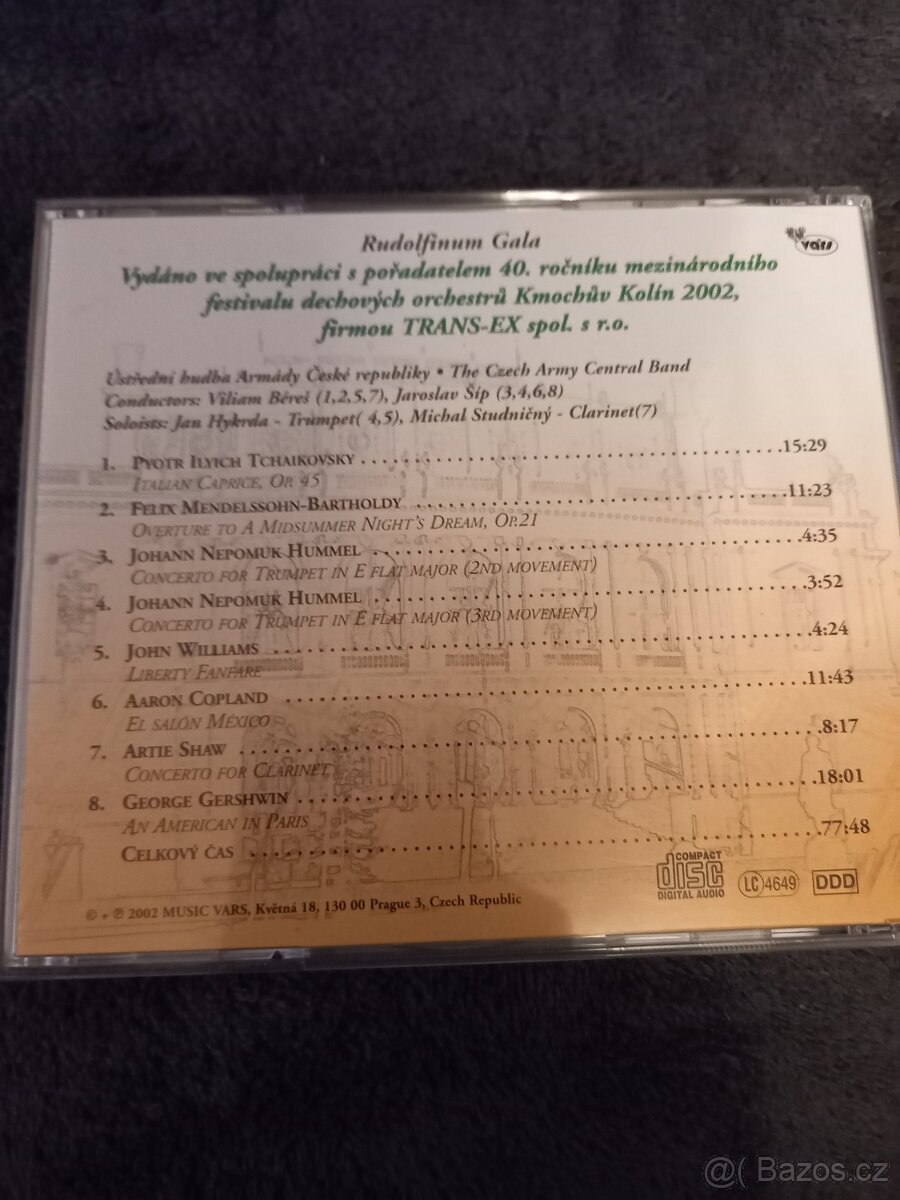 Rudolfinum Gala
vars
Vydáno ve spolupráci s pořadatelem 40. ročníku mezinárodního
festivalu dechových orchestrů Kmochův Kolín 2002,
firmou TRANS-EX spol. s r.o.
Ústřední hudba Armády České republiky • The Czech Army Central Band
Conductors: Viliam Béreš (1,2,5,7), Jaroslav Šíp (3,4,6,8)
Soloists: Jan Hykrda - Trumpet( 4,5), Michal Studničný - Clarinet(7)
1. Pyotr Ilyich Tchaikovsky 15:29
Italian Caprice, Op. 45
2. Felix Mendelssohn-Bartholdy 11:23
Overture to A Midsummer Night's Dream, Op.21
3. Johann Nepomuk Hummel 4:35
Concerto for Trumpet in E flat major (2nd movement)
4. Johann Nepomuk Hummel 3:52
Concerto for Trumpet in E flat major (3rd movement)
5. John Williams 4:24
Liberty Fanfare
6. Aaron Copland 11:43
El salón México
7. Artie Shaw 8:17
Concerto for Clarinet
8. George Gershwin 18:01
An American in Paris
Celkový čas 77:48
COMPACT
disc
DIGITAL AUDIO
LC 4649
DDD
© + ℗ 2002 MUSIC VARS, Květná 18, 130 00 Prague 3, Czech Republic
@( Bazos.cz